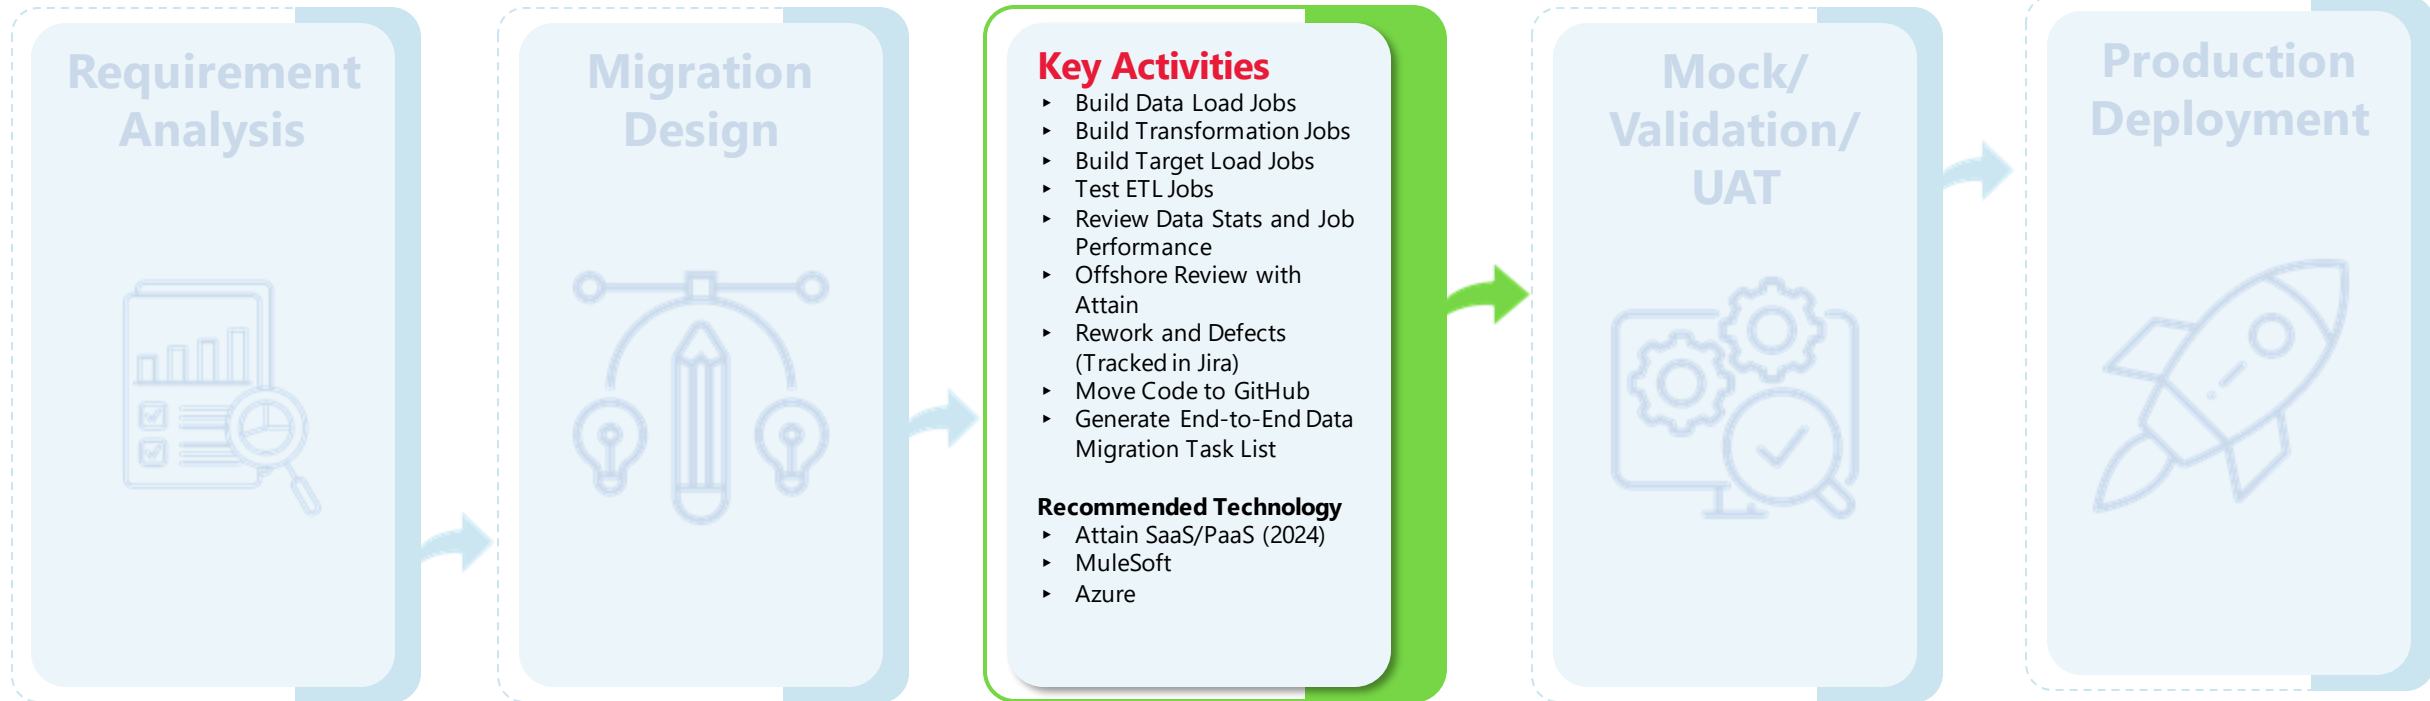 Requirement
Analysis
Migration
Design
Key Activities
▸ Build Data Load Jobs
▸ Build Transformation Jobs
▸ Build Target Load Jobs
▸ Test ETL Jobs
▸ Review Data Stats and Job
Performance
▸ Offshore Review with
Attain
▸ Rework and Defects
(Tracked in Jira)
▸ Move Code to GitHub
▸ Generate End-to-End Data
Migration Task List
Recommended Technology
▸ Attain SaaS/PaaS (2024)
▸ MuleSoft
▸ Azure
Mock/
Validation/
UAT
Production
Deployment